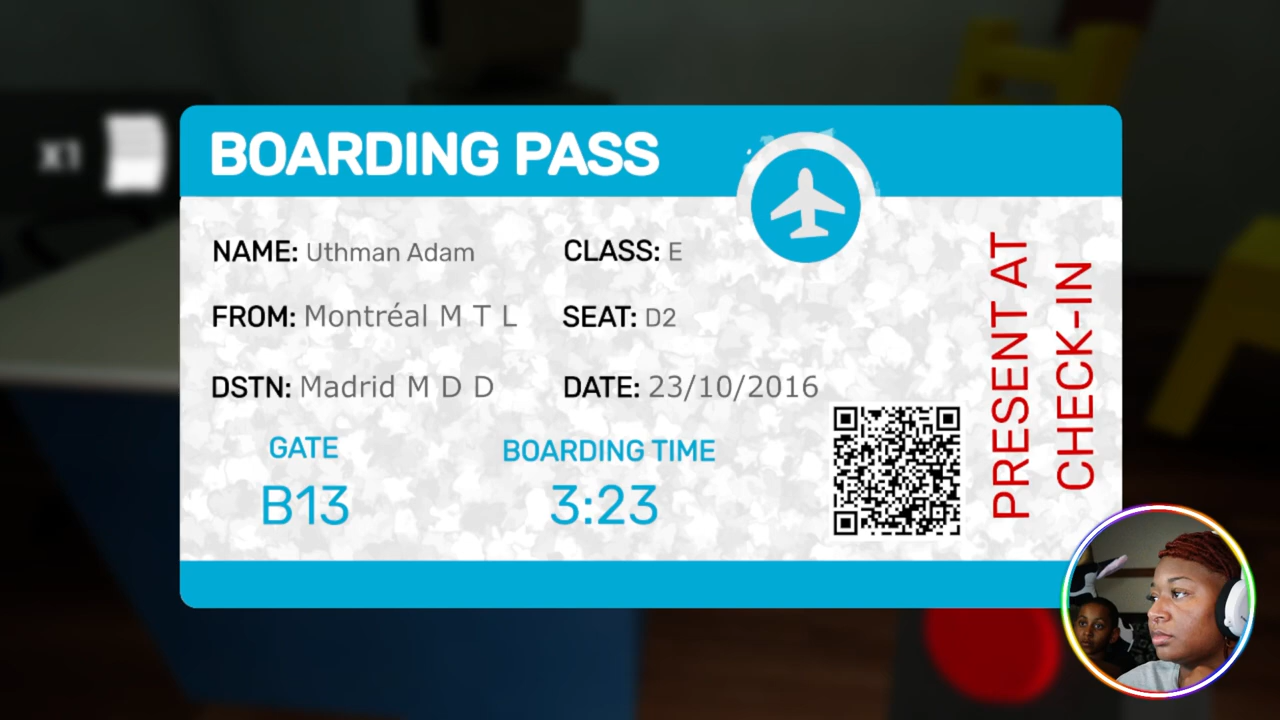 X1
BOARDING PASS
NAME: Uthman Adam
CLASS: E
FROM: Montréal M T L
SEAT: D2
DSTN: Madrid M D D
DATE: 23/10/2016
GATE
B13
BOARDING TIME
3:23
PRESENT AT
CHECK-IN